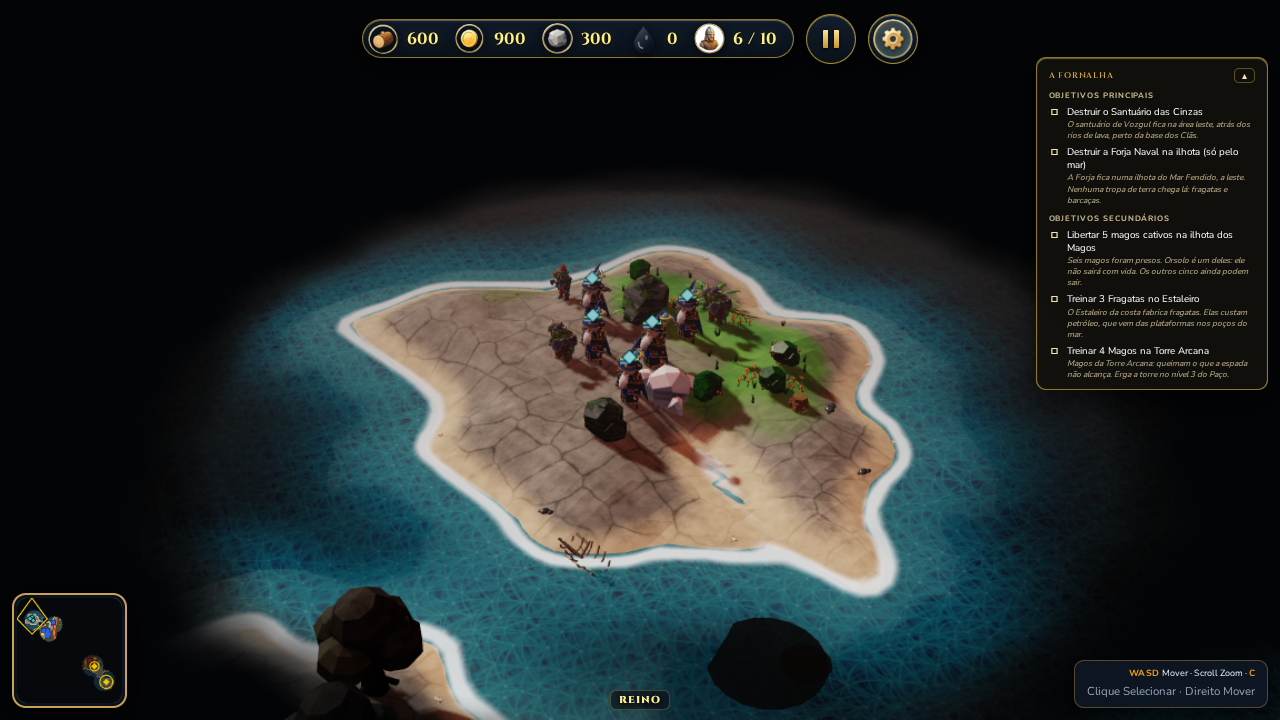 600 900 300 0 6 / 10
A FORNALHA
OBJETIVOS PRINCIPAIS
Destruir o Santuário das Cinzas
O santuário de Vozgul fica na área leste, atrás dos
rios de lava, perto da base dos Clãs.
Destruir a Forja Naval na ilhota (só pelo
mar)
A Forja fica numa ilhota do Mar Fendido, a leste.
Nenhuma tropa de terra chega lá: fragatas e
barcaças.
OBJETIVOS SECUNDÁRIOS
Libertar 5 magos cativos na ilhota dos
Magos
Seis magos foram presos. Orsolo é um deles: ele
não sairá com vida. Os outros cinco ainda podem
sair.
Treinar 3 Fragatas no Estaleiro
O Estaleiro da costa fabrica fragatas. Elas custam
petróleo, que vem das plataformas nos poços do
mar.
Treinar 4 Magos na Torre Arcana
Magos da Torre Arcana: queimam o que a espada
não alcança. Erga a torre no nível 3 do Paço.
WASD Mover · Scroll Zoom · C
Clique Selecionar · Direito Mover
REINO